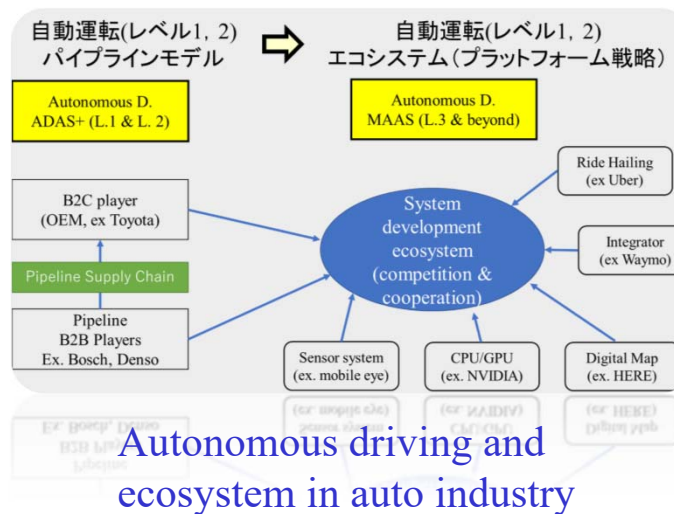 自動運転(レベル1, 2)
パイプラインモデル
自動運転(レベル1, 2)
エコシステム(プラットフォーム戦略)
Autonomous D.
ADAS+ (L.1 & L. 2)
Autonomous D.
MAAS (L.3 & beyond)
B2C player
(OEM, ex Toyota)
Pipeline Supply Chain
Pipeline
B2B Players
Ex. Bosch, Denso
System
development
ecosystem
(competition &
cooperation)
Ride Hailing
(ex Uber)
Integrator
(ex Waymo)
Sensor system
(ex. mobile eye)
CPU/GPU
(ex. NVIDIA)
Digital Map
(ex. HERE)
Autonomous driving and
ecosystem in auto industry